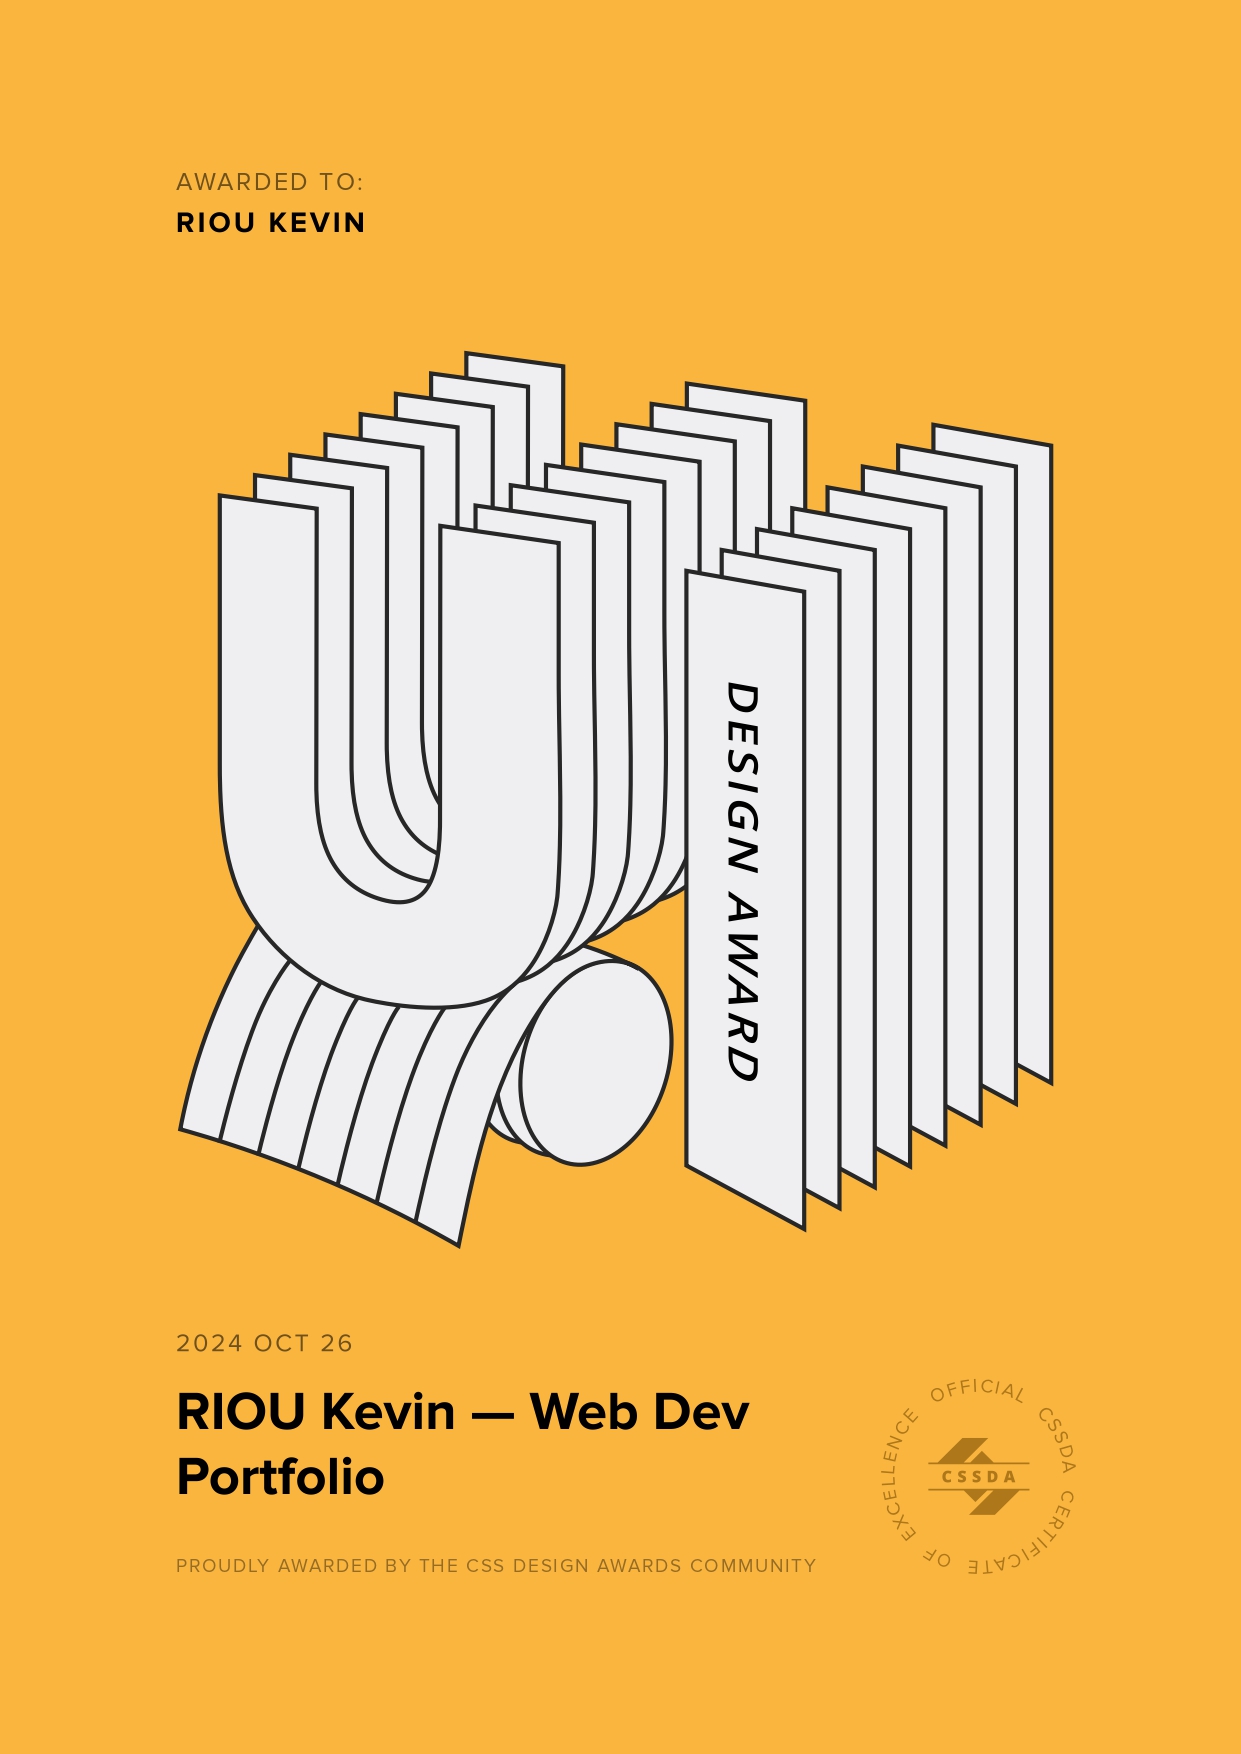 AWARDED TO:
RIOU KEVIN
UI
DESIGN AWARD
2024 OCT 26
RIOU Kevin — Web Dev
Portfolio
OFFICIAL CSSDA CERTIFICATE OF EXCELLENCE
CSSDA
PROUDLY AWARDED BY THE CSS DESIGN AWARDS COMMUNITY